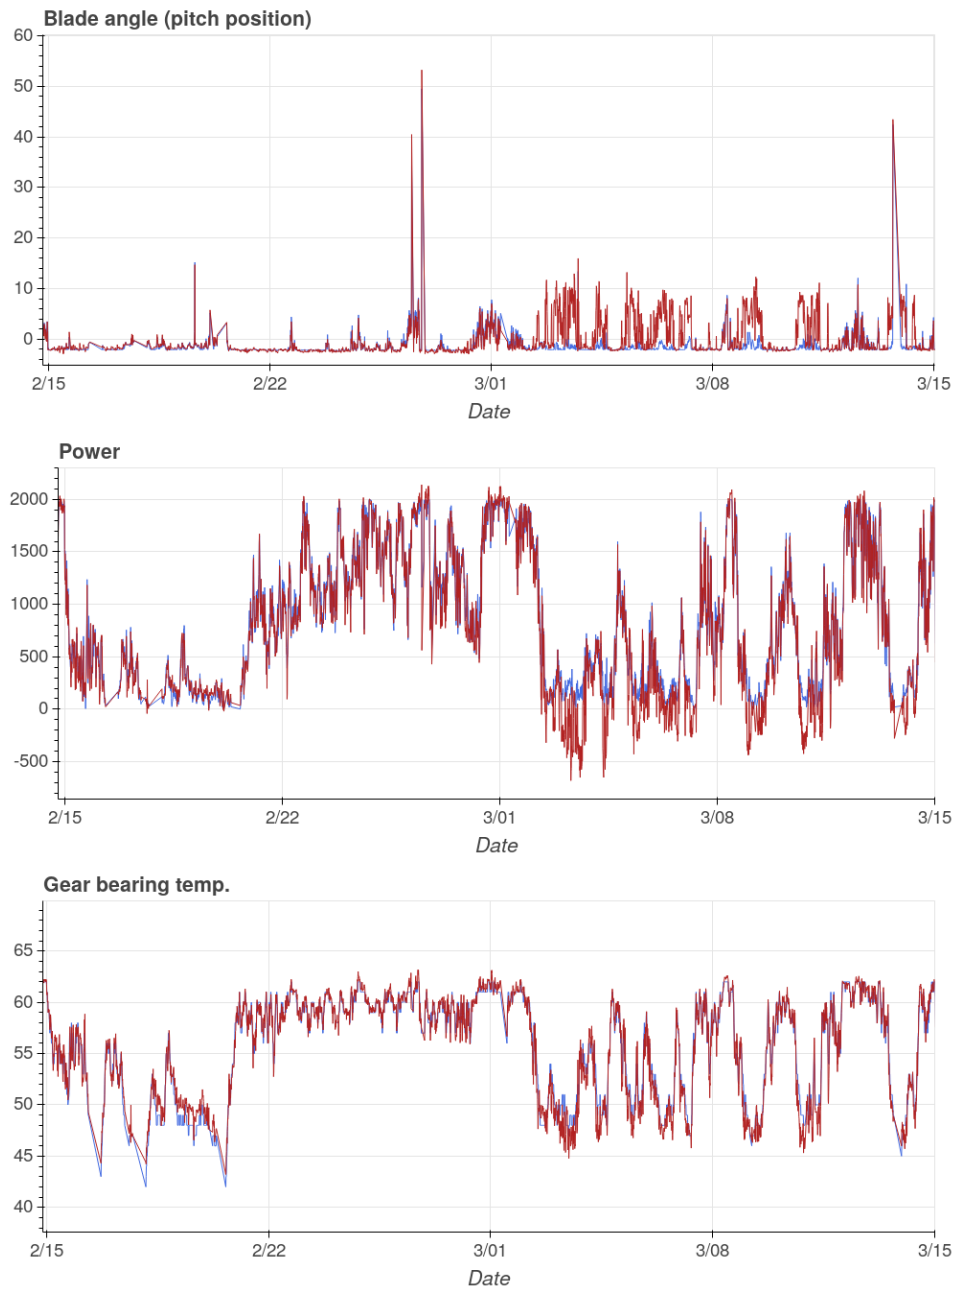 Blade angle (pitch position)
60
50
40
30
20
10
0
2/15 2/22 3/01 3/08 3/15
Date
Power
2000
1500
1000
500
0
-500
2/15 2/22 3/01 3/08 3/15
Date
Gear bearing temp.
65
60
55
50
45
40
2/15 2/22 3/01 3/08 3/15
Date